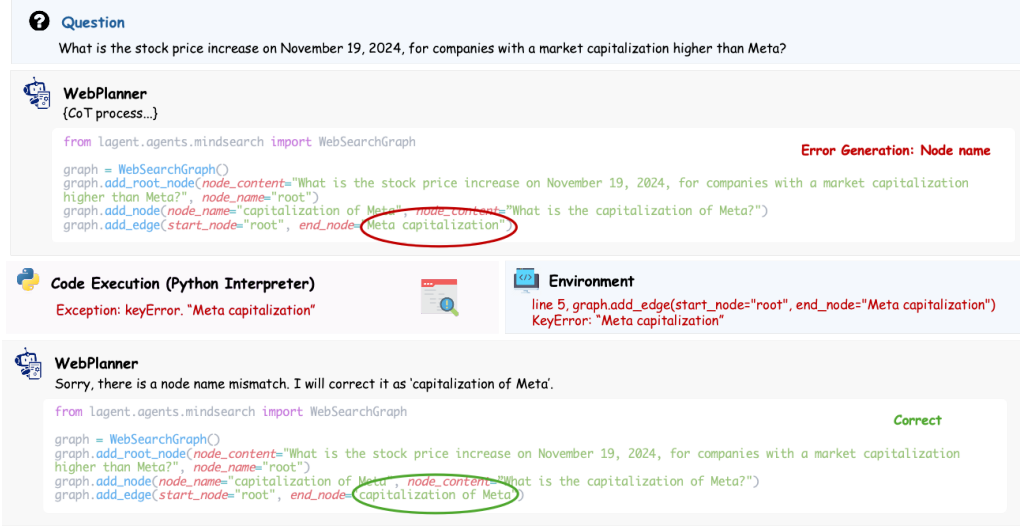 Question
What is the stock price increase on November 19, 2024, for companies with a market capitalization higher than Meta?
WebPlanner
{CoT process...}
from lagent.agents.mindsearch import WebSearchGraph
Error Generation: Node name
graph = WebSearchGraph()
graph.add_root_node(node_content="What is the stock price increase on November 19, 2024, for companies with a market capitalization
higher than Meta?", node_name="root")
graph.add_node(node_name="capitalization of Meta", node_content="What is the capitalization of Meta?")
graph.add_edge(start_node="root", end_node="Meta capitalization")
Code Execution (Python Interpreter)
Exception: keyError. “Meta capitalization”
Environment
line 5, graph.add_edge(start_node="root", end_node="Meta capitalization")
KeyError: “Meta capitalization”
WebPlanner
Sorry, there is a node name mismatch. I will correct it as ‘capitalization of Meta’.
from lagent.agents.mindsearch import WebSearchGraph
Correct
graph = WebSearchGraph()
graph.add_root_node(node_content="What is the stock price increase on November 19, 2024, for companies with a market capitalization
higher than Meta?", node_name="root")
graph.add_node(node_name="capitalization of Meta", node_content="What is the capitalization of Meta?")
graph.add_edge(start_node="root", end_node="capitalization of Meta")